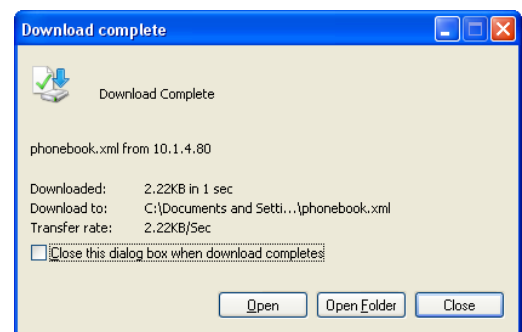 Download complete
Download Complete
phonebook.xml from 10.1.4.80
Downloaded: 2.22KB in 1 sec
Download to: C:\Documents and Setti...\phonebook.xml
Transfer rate: 2.22KB/Sec
Close this dialog box when download completes
Open Open Folder Close